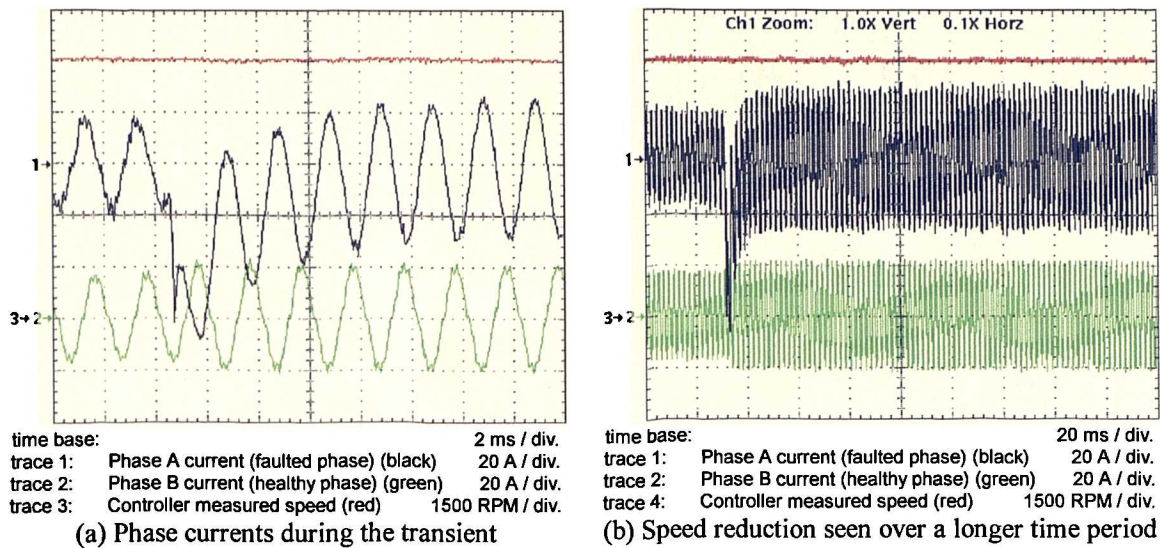 Ch1 Zoom: 1.0X Vert 0.1X Horz
1
3 2
1
3 2
time base: 2 ms / div.
trace 1: Phase A current (faulted phase) (black) 20 A / div.
trace 2: Phase B current (healthy phase) (green) 20 A / div.
trace 3: Controller measured speed (red) 1500 RPM / div.
(a) Phase currents during the transient
time base: 20 ms / div.
trace 1: Phase A current (faulted phase) (black) 20 A / div.
trace 2: Phase B current (healthy phase) (green) 20 A / div.
trace 4: Controller measured speed (red) 1500 RPM / div.
(b) Speed reduction seen over a longer time period